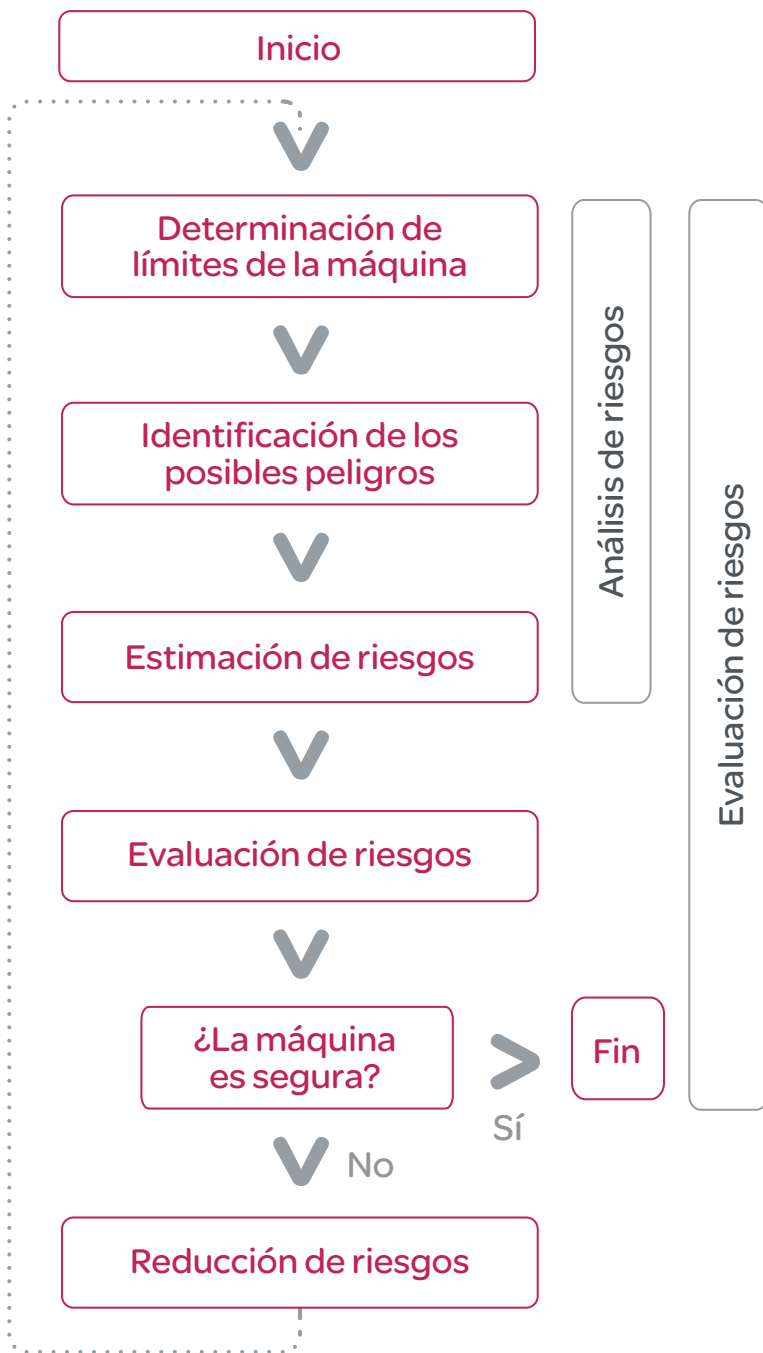 Inicio
Determinación de
límites de la máquina
Identificación de los
posibles peligros
Estimación de riesgos
Análisis de riesgos
Evaluación de riesgos
Evaluación de riesgos
¿La máquina
es segura?
Sí
Fin
No
Reducción de riesgos